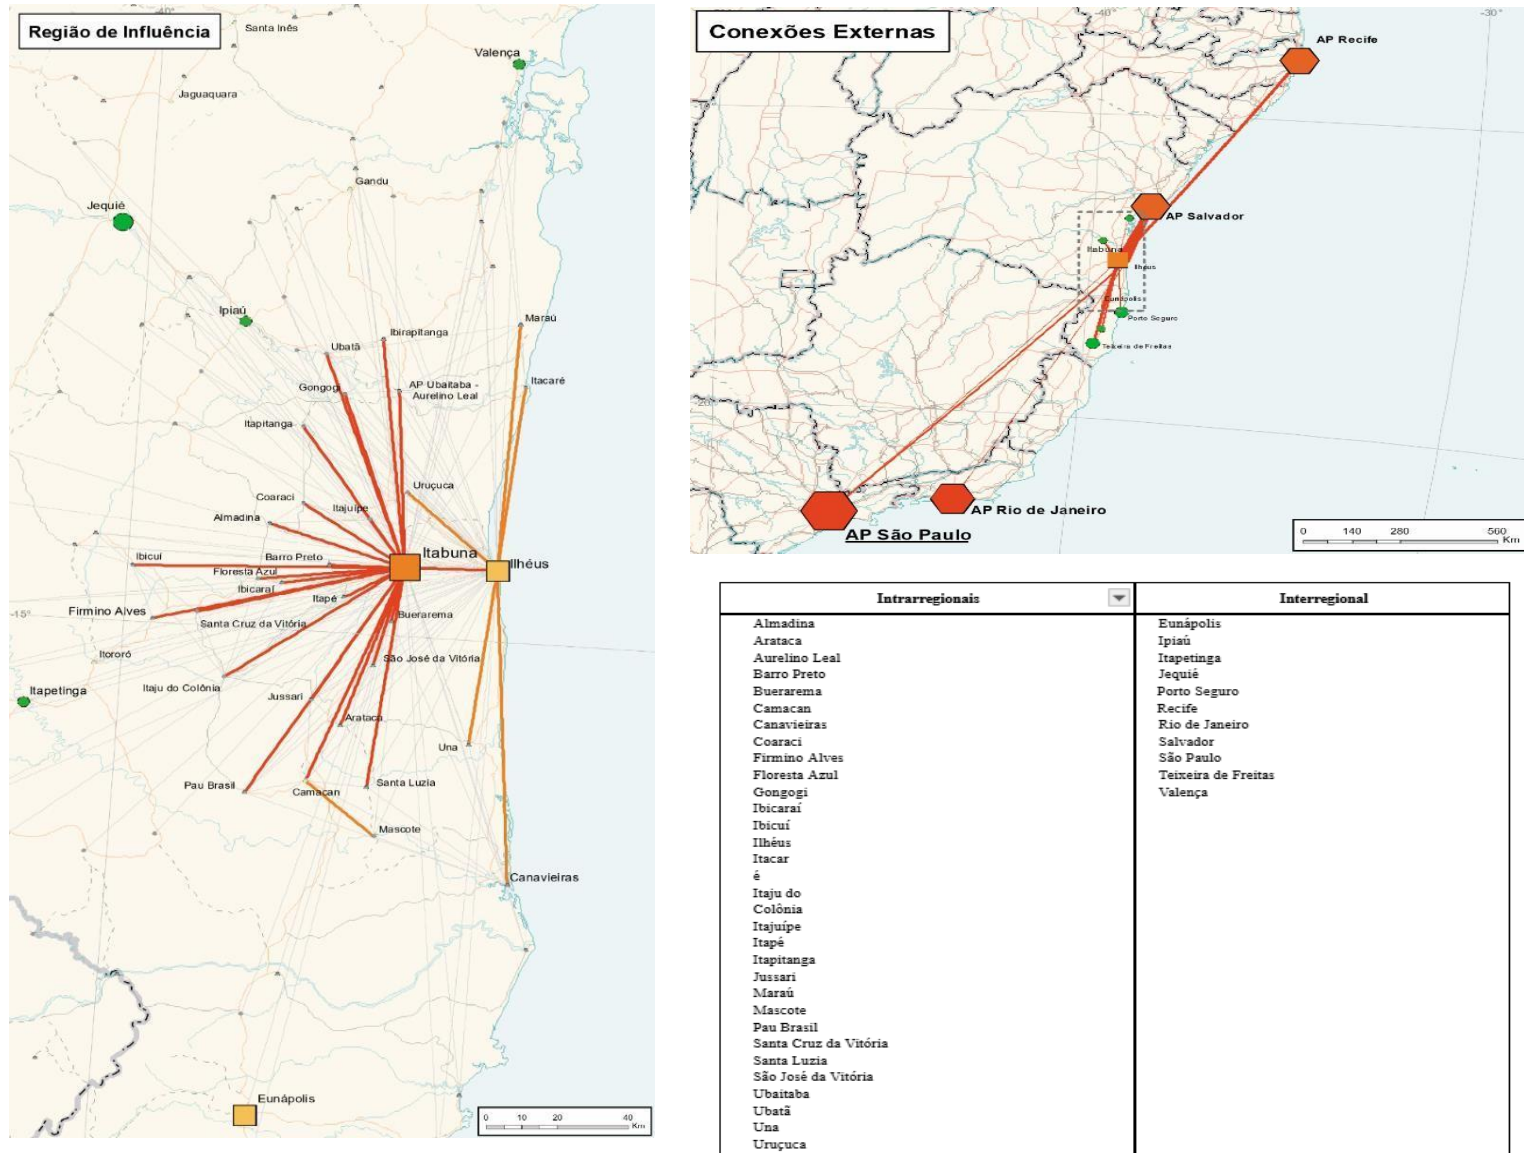 Região de Influência
-40°
Santa Inês
Valença
Jaguaquara
Gandu
Jequié
Ipiaú
Maraú
Ibirapitanga
Ubatã
Itacaré
Gongogi
AP Ubaitaba -
Aurelino Leal
Itapitanga
Uruçuca
Coaraci
Itajuípe
Almadina
Itabuna
Ibicuí
Barro Preto
Ilhéus
Floresta Azul
Ibicaraí
Itapé
Firmino Alves
-15°
Buerarema
Santa Cruz da Vitória
Itororó
São José da Vitória
Itapetinga
Itaju do Colônia
Jussari
Arataca
Una
Pau Brasil
Camacan
Santa Luzia
Mascote
Canavieiras
Eunápolis
0 10 20 40
Km
Conexões Externas
-40°
-30°
AP Recife
-10°
AP Salvador
Itabuna
Ilhéus
Eunápolis
Porto Seguro
Teixeira de Freitas
-20°
AP São Paulo
AP Rio de Janeiro
0 140 280 560
Km
Intrarregionais
Almadina
Arataca
Aurelino Leal
Barro Preto
Buerarema
Camacan
Canavieiras
Coaraci
Firmino Alves
Floresta Azul
Gongogi
Ibicaraí
Ibicuí
Ilhéus
Itacar
é
Itaju do
Colônia
Itajuípe
Itapé
Itapitanga
Jussari
Maraú
Mascote
Pau Brasil
Santa Cruz da Vitória
Santa Luzia
São José da Vitória
Ubaitaba
Ubatã
Una
Uruçuca
Interregional
Eunápolis
Ipiaú
Itapetinga
Jequié
Porto Seguro
Recife
Rio de Janeiro
Salvador
São Paulo
Teixeira de Freitas
Valença